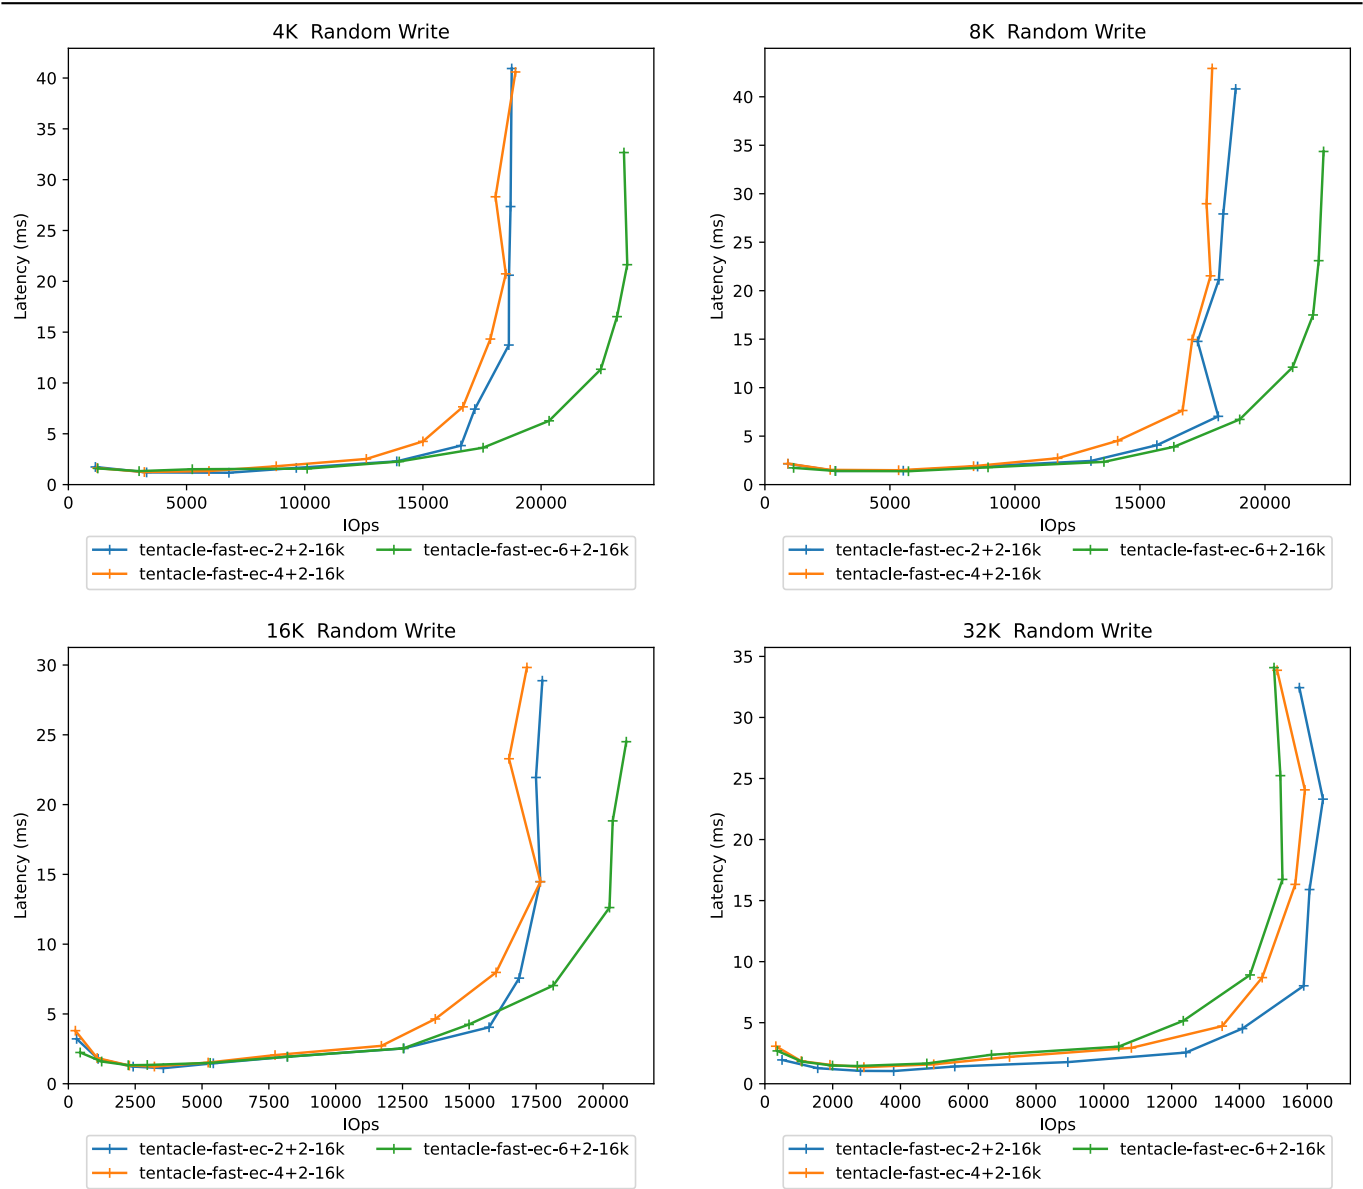 4K  Random Write
40
35
30
25
20
15
10
5
0
Latency (ms)
0 5000 10000 15000 20000
IOps
tentacle-fast-ec-2+2-16k tentacle-fast-ec-6+2-16k
tentacle-fast-ec-4+2-16k
8K  Random Write
40
35
30
25
20
15
10
5
0
Latency (ms)
0 5000 10000 15000 20000
IOps
tentacle-fast-ec-2+2-16k tentacle-fast-ec-6+2-16k
tentacle-fast-ec-4+2-16k
16K  Random Write
30
25
20
15
10
5
0
Latency (ms)
0 2500 5000 7500 10000 12500 15000 17500 20000
IOps
tentacle-fast-ec-2+2-16k tentacle-fast-ec-6+2-16k
tentacle-fast-ec-4+2-16k
32K  Random Write
35
30
25
20
15
10
5
0
Latency (ms)
0 2000 4000 6000 8000 10000 12000 14000 16000
IOps
tentacle-fast-ec-2+2-16k tentacle-fast-ec-6+2-16k
tentacle-fast-ec-4+2-16k